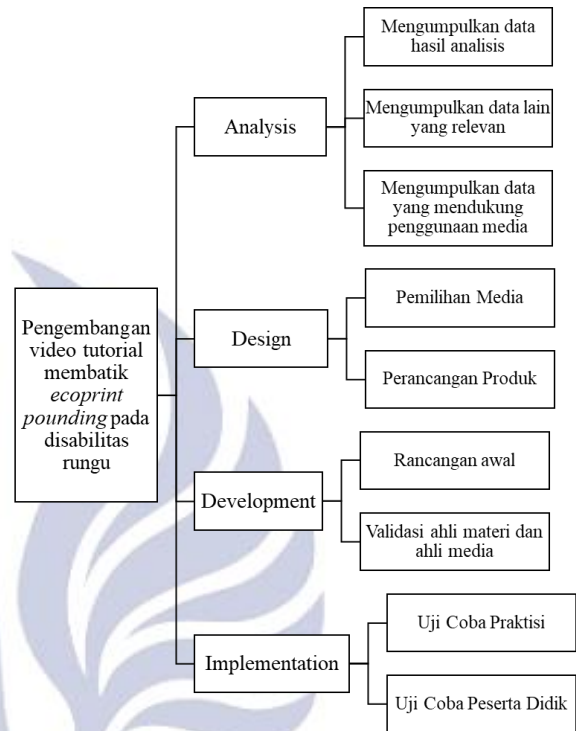 Pengembangan
video tutorial
membatik
ecoprint
pounding pada
disabilitas
rungu
Analysis
Mengumpulkan data
hasil analisis
Mengumpulkan data lain
yang relevan
Mengumpulkan data
yang mendukung
penggunaan media
Design
Pemilihan Media
Perancangan Produk
Development
Rancangan awal
Validasi ahli materi dan
ahli media
Implementation
Uji Coba Praktisi
Uji Coba Peserta Didik